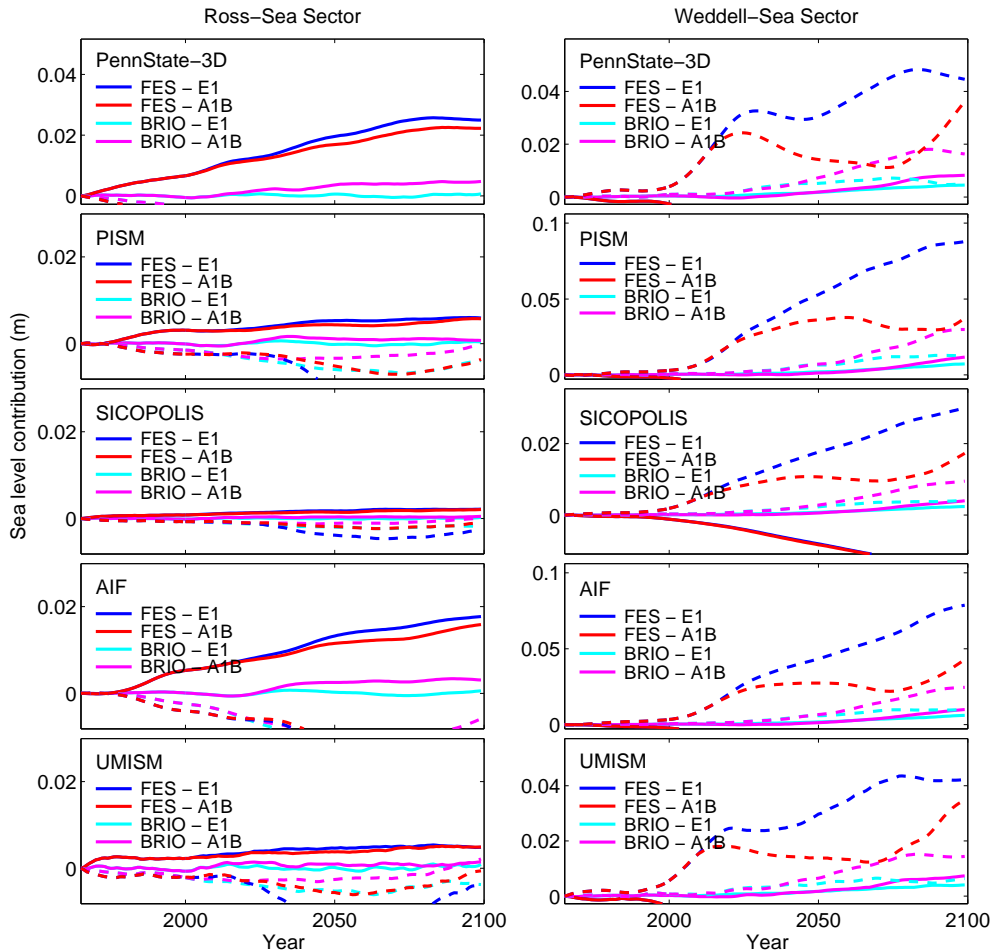 Ross−Sea Sector
Weddell−Sea Sector
Sea level contribution (m)
PennState−3D
FES − E1
FES − A1B
BRIO − E1
BRIO − A1B
0.04
0.02
0
PennState−3D
FES − E1
FES − A1B
BRIO − E1
BRIO − A1B
0.04
0.02
0
PISM
FES − E1
FES − A1B
BRIO − E1
BRIO − A1B
0.02
0
PISM
FES − E1
FES − A1B
BRIO − E1
BRIO − A1B
0.1
0.05
0
SICOPOLIS
FES − E1
FES − A1B
BRIO − E1
BRIO − A1B
0.02
0
SICOPOLIS
FES − E1
FES − A1B
BRIO − E1
BRIO − A1B
0.02
0
AIF
FES − E1
FES − A1B
BRIO − E1
BRIO − A1B
0.02
0
AIF
FES − E1
FES − A1B
BRIO − E1
BRIO − A1B
0.1
0.05
0
UMISM
FES − E1
FES − A1B
BRIO − E1
BRIO − A1B
0.02
0
2000
2050
2100
Year
UMISM
FES − E1
FES − A1B
BRIO − E1
BRIO − A1B
0.04
0.02
0
2000
2050
2100
Year